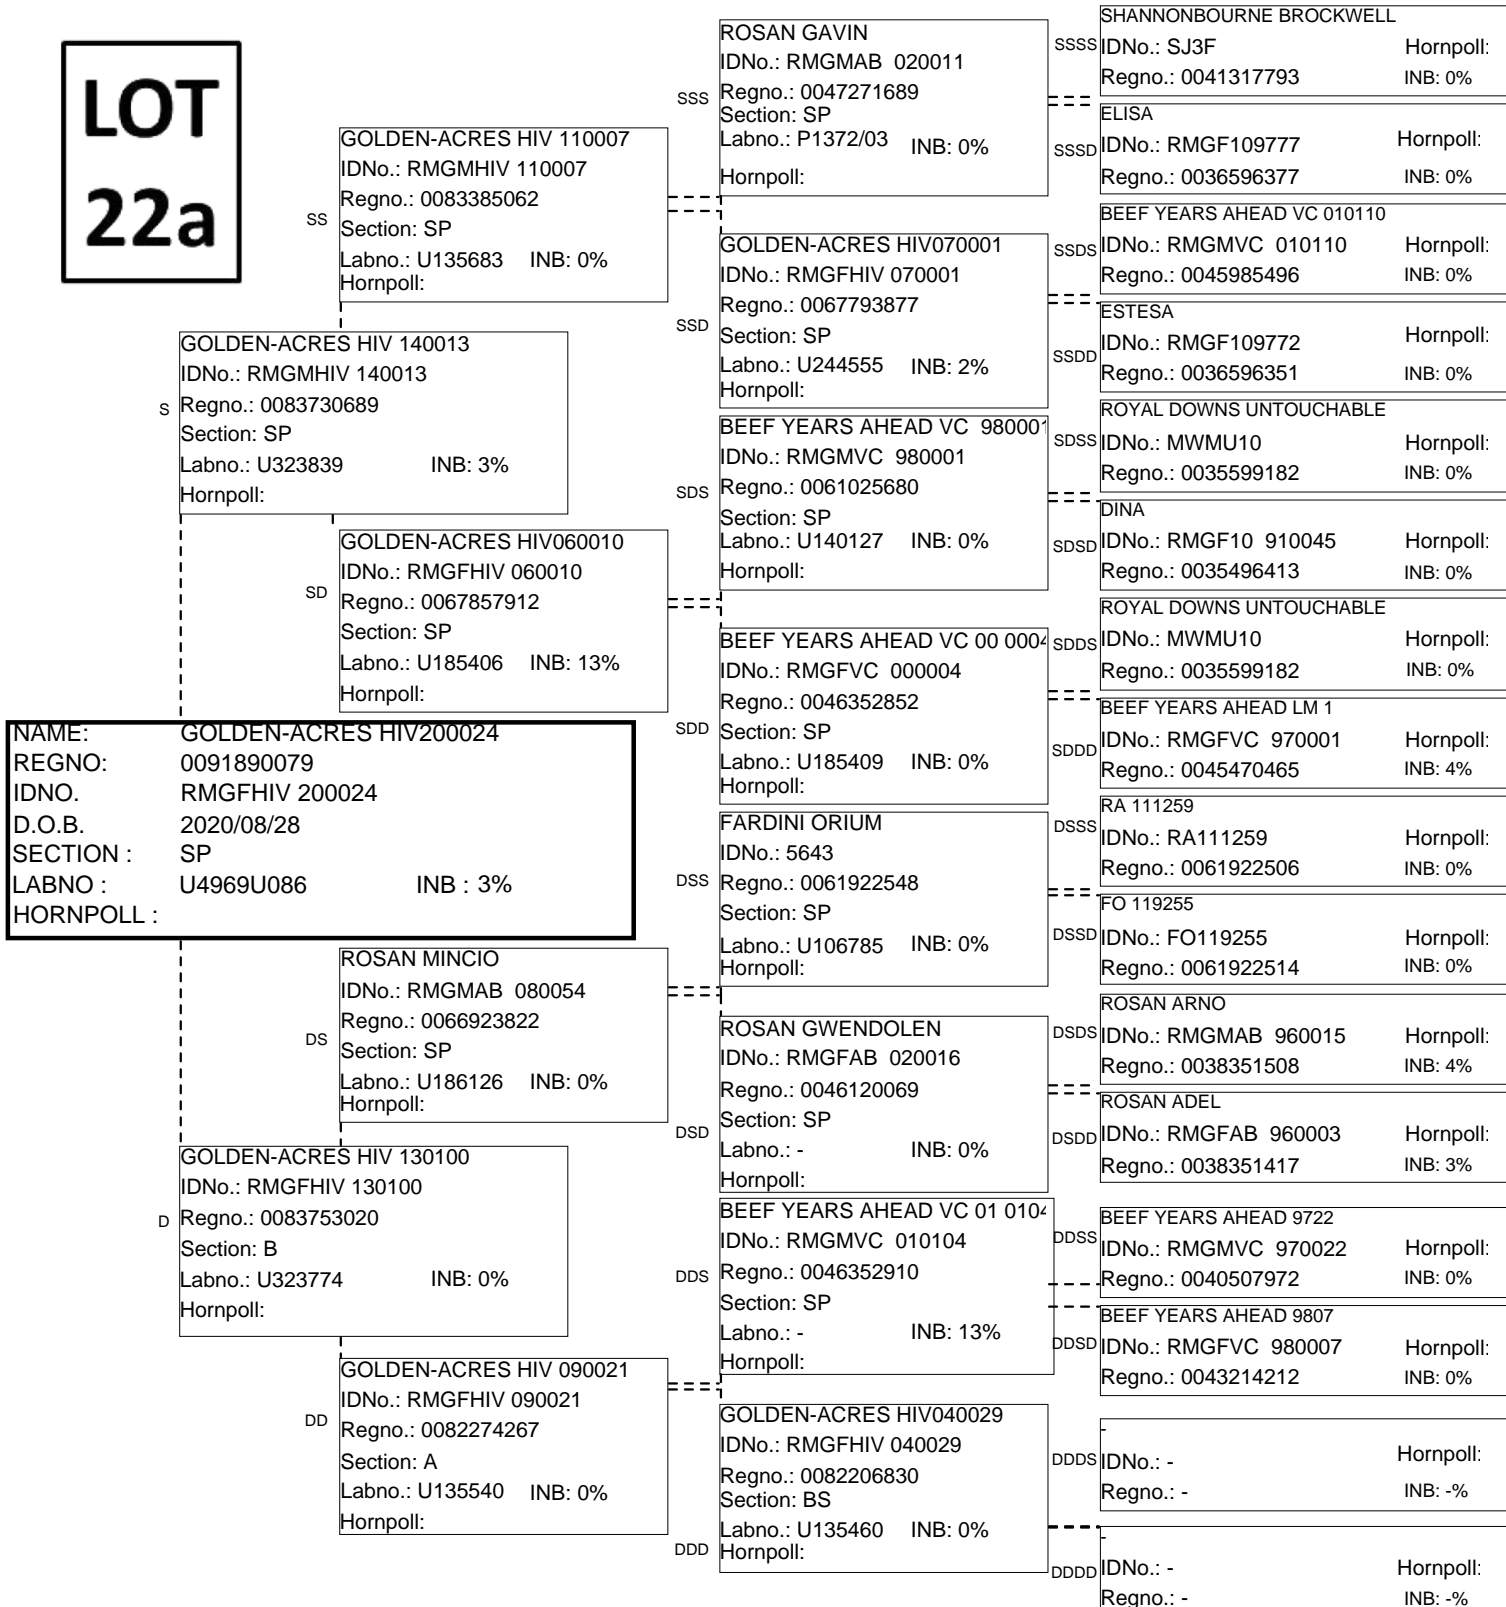 LOT
22a
NAME: GOLDEN-ACRES HIV200024
REGNO: 0091890079
IDNO. RMGFHIV 200024
D.O.B. 2020/08/28
SECTION : SP
LABNO : U4969U086 INB : 3%
HORNPOLL :
S
GOLDEN-ACRES HIV 140013
IDNo.: RMGMHIV 140013
Regno.: 0083730689
Section: SP
Labno.: U323839 INB: 3%
Hornpoll:
D
GOLDEN-ACRES HIV 130100
IDNo.: RMGFHIV 130100
Regno.: 0083753020
Section: B
Labno.: U323774 INB: 0%
Hornpoll:
SS
GOLDEN-ACRES HIV 110007
IDNo.: RMGMHIV 110007
Regno.: 0083385062
Section: SP
Labno.: U135683 INB: 0%
Hornpoll:
SD
GOLDEN-ACRES HIV060010
IDNo.: RMGFHIV 060010
Regno.: 0067857912
Section: SP
Labno.: U185406 INB: 13%
Hornpoll:
DS
ROSAN MINCIO
IDNo.: RMGMAB 080054
Regno.: 0066923822
Section: SP
Labno.: U186126 INB: 0%
Hornpoll:
DD
GOLDEN-ACRES HIV 090021
IDNo.: RMGFHIV 090021
Regno.: 0082274267
Section: A
Labno.: U135540 INB: 0%
Hornpoll:
SSS
ROSAN GAVIN
IDNo.: RMGMAB 020011
Regno.: 0047271689
Section: SP
Labno.: P1372/03 INB: 0%
Hornpoll:
SSD
GOLDEN-ACRES HIV070001
IDNo.: RMGFHIV 070001
Regno.: 0067793877
Section: SP
Labno.: U244555 INB: 2%
Hornpoll:
SDS
BEEF YEARS AHEAD VC 980001
IDNo.: RMGMVC 980001
Regno.: 0061025680
Section: SP
Labno.: U140127 INB: 0%
Hornpoll:
SDD
BEEF YEARS AHEAD VC 00 0004
IDNo.: RMGFVC 000004
Regno.: 0046352852
Section: SP
Labno.: U185409 INB: 0%
Hornpoll:
DSS
FARDINI ORIUM
IDNo.: 5643
Regno.: 0061922548
Section: SP
Labno.: U106785 INB: 0%
Hornpoll:
DSD
ROSAN GWENDOLEN
IDNo.: RMGFAB 020016
Regno.: 0046120069
Section: SP
Labno.: - INB: 0%
Hornpoll:
DDS
BEEF YEARS AHEAD VC 01 0104
IDNo.: RMGMVC 010104
Regno.: 0046352910
Section: SP
Labno.: - INB: 13%
Hornpoll:
DDD
GOLDEN-ACRES HIV040029
IDNo.: RMGFHIV 040029
Regno.: 0082206830
Section: BS
Labno.: U135460 INB: 0%
Hornpoll:
SHANNONBOURNE BROCKWELL
SSSS IDNo.: SJ3F Hornpoll:
Regno.: 0041317793 INB: 0%
ELISA
SSSD IDNo.: RMGF109777 Hornpoll:
Regno.: 0036596377 INB: 0%
BEEF YEARS AHEAD VC 010110
SSDS IDNo.: RMGMVC 010110 Hornpoll:
Regno.: 0045985496 INB: 0%
ESTESA
SSDD IDNo.: RMGF109772 Hornpoll:
Regno.: 0036596351 INB: 0%
ROYAL DOWNS UNTOUCHABLE
SDSS IDNo.: MWMU10 Hornpoll:
Regno.: 0035599182 INB: 0%
DINA
SDSD IDNo.: RMGF10 910045 Hornpoll:
Regno.: 0035496413 INB: 0%
ROYAL DOWNS UNTOUCHABLE
SDDS IDNo.: MWMU10 Hornpoll:
Regno.: 0035599182 INB: 0%
BEEF YEARS AHEAD LM 1
SDDD IDNo.: RMGFVC 970001 Hornpoll:
Regno.: 0045470465 INB: 4%
RA 111259
DSSS IDNo.: RA111259 Hornpoll:
Regno.: 0061922506 INB: 0%
FO 119255
DSSD IDNo.: FO119255 Hornpoll:
Regno.: 0061922514 INB: 0%
ROSAN ARNO
DSDS IDNo.: RMGMAB 960015 Hornpoll:
Regno.: 0038351508 INB: 4%
ROSAN ADEL
DSDD IDNo.: RMGFAB 960003 Hornpoll:
Regno.: 0038351417 INB: 3%
BEEF YEARS AHEAD 9722
DDSS IDNo.: RMGMVC 970022 Hornpoll:
Regno.: 0040507972 INB: 0%
BEEF YEARS AHEAD 9807
DDSD IDNo.: RMGFVC 980007 Hornpoll:
Regno.: 0043214212 INB: 0%
-
DDDS IDNo.: - Hornpoll:
Regno.: - INB: -%
-
DDDD IDNo.: - Hornpoll:
Regno.: - INB: -%